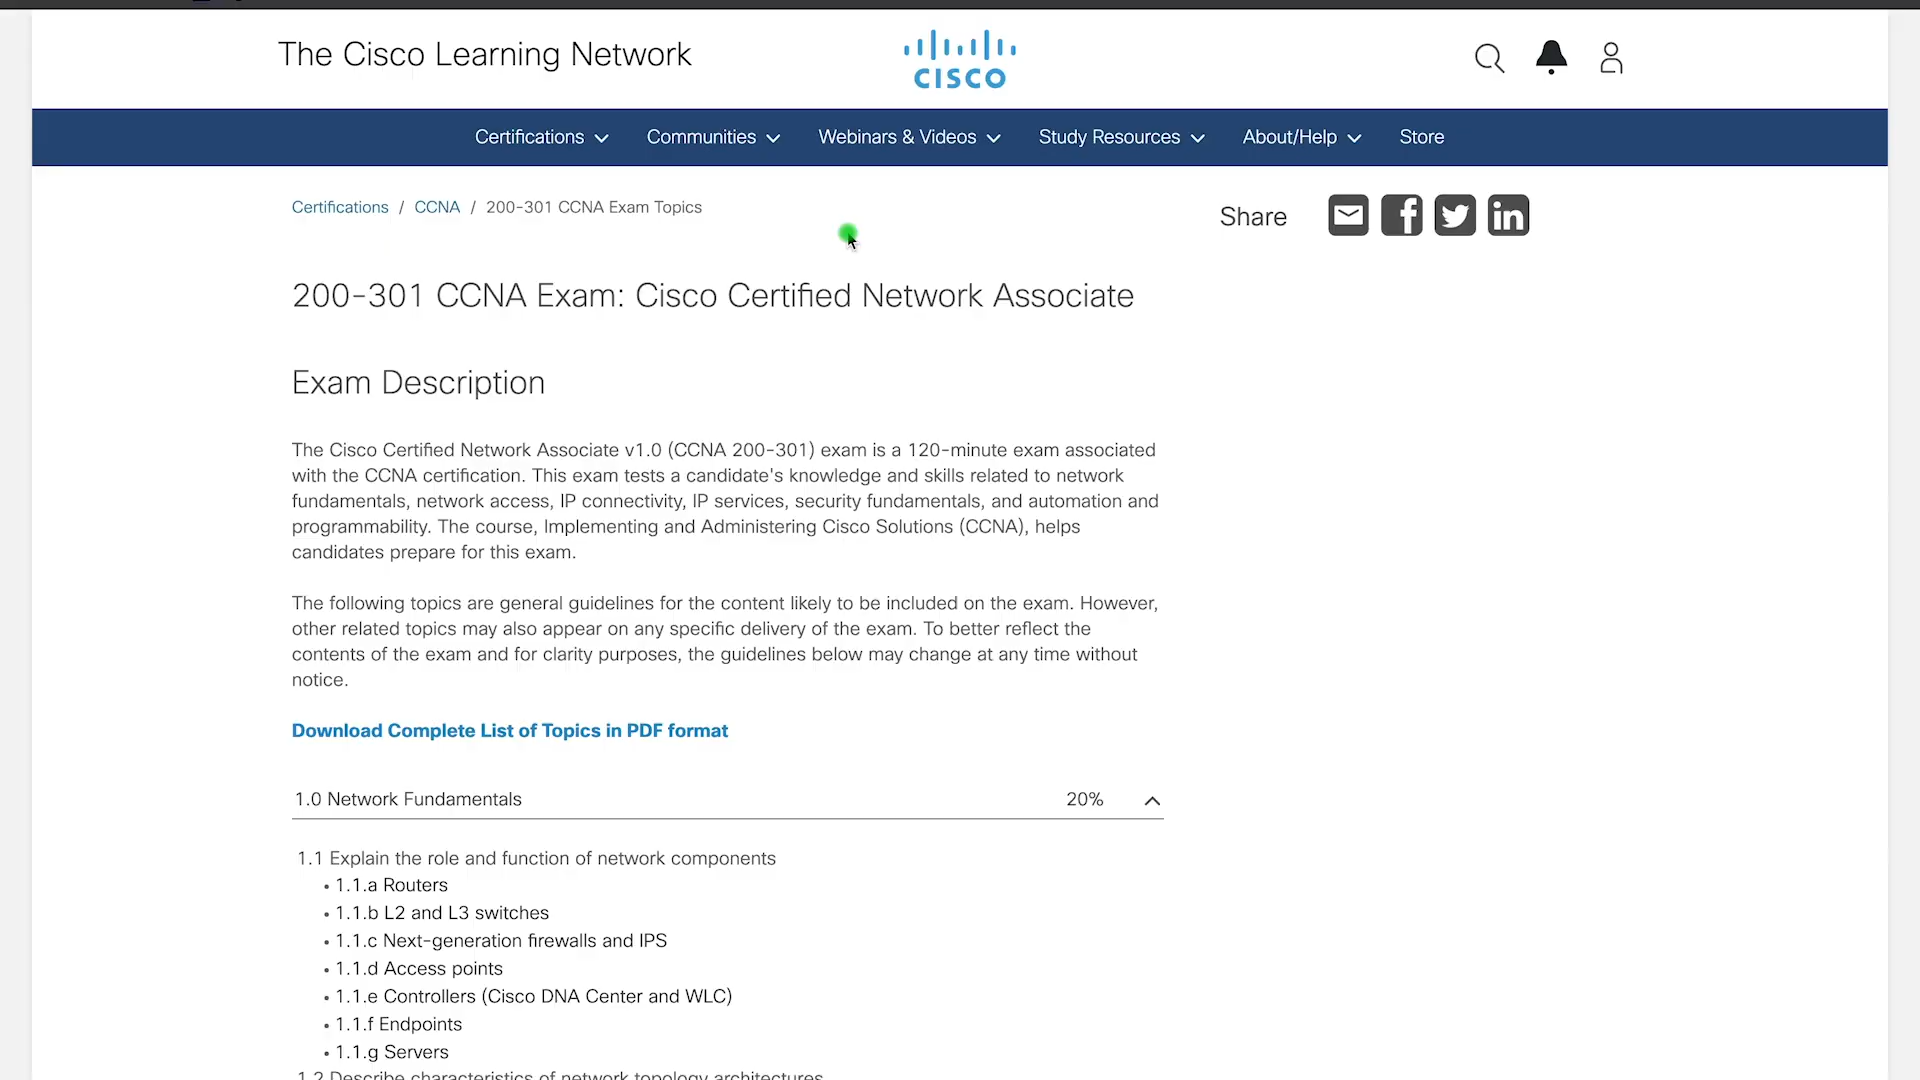 The Cisco Learning Network
CISCO
Certifications Communities Webinars & Videos Study Resources About/Help Store
Certifications / CCNA / 200-301 CCNA Exam Topics
Share
200-301 CCNA Exam: Cisco Certified Network Associate
Exam Description
The Cisco Certified Network Associate v1.0 (CCNA 200-301) exam is a 120-minute exam associated
with the CCNA certification. This exam tests a candidate's knowledge and skills related to network
fundamentals, network access, IP connectivity, IP services, security fundamentals, and automation and
programmability. The course, Implementing and Administering Cisco Solutions (CCNA), helps
candidates prepare for this exam.
The following topics are general guidelines for the content likely to be included on the exam. However,
other related topics may also appear on any specific delivery of the exam. To better reflect the
contents of the exam and for clarity purposes, the guidelines below may change at any time without
notice.
Download Complete List of Topics in PDF format
1.0 Network Fundamentals 20%
1.1 Explain the role and function of network components
• 1.1.a Routers
• 1.1.b L2 and L3 switches
• 1.1.c Next-generation firewalls and IPS
• 1.1.d Access points
• 1.1.e Controllers (Cisco DNA Center and WLC)
• 1.1.f Endpoints
• 1.1.g Servers
1.2 Describe characteristics of network topology architectures